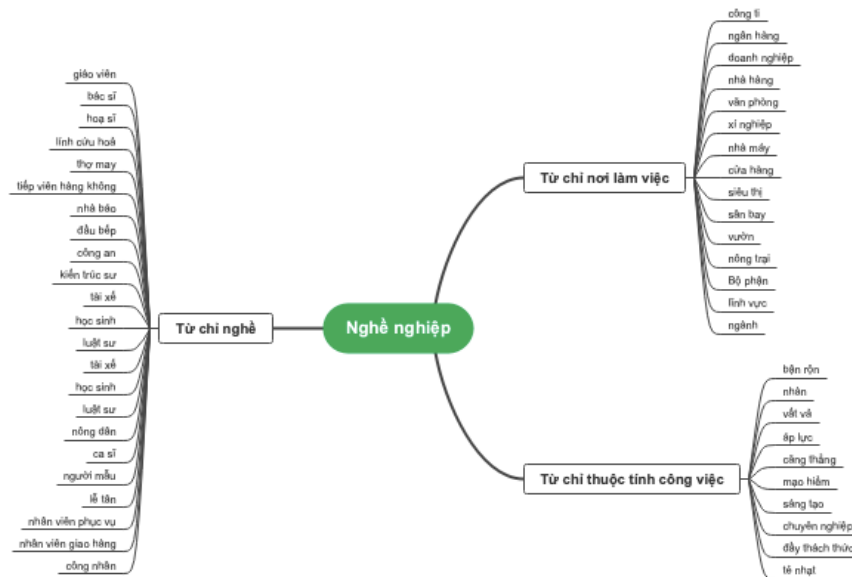 Nghề nghiệp
Từ chỉ nghề
giáo viên
bác sĩ
hoạ sĩ
lính cứu hoả
thợ may
tiếp viên hàng không
nhà báo
đầu bếp
công an
kiến trúc sư
tài xế
học sinh
luật sư
tài xế
học sinh
luật sư
nông dân
ca sĩ
người mẫu
lễ tân
nhân viên phục vụ
nhân viên giao hàng
công nhân
Từ chỉ nơi làm việc
công ti
ngân hàng
doanh nghiệp
nhà hàng
văn phòng
xí nghiệp
nhà máy
cửa hàng
siêu thị
sân bay
vườn
nông trại
Bộ phận
lĩnh vực
ngành
Từ chỉ thuộc tính công việc
bận rộn
nhàn
vất vả
áp lực
căng thẳng
mạo hiểm
sáng tạo
chuyên nghiệp
đầy thách thức
tẻ nhạt